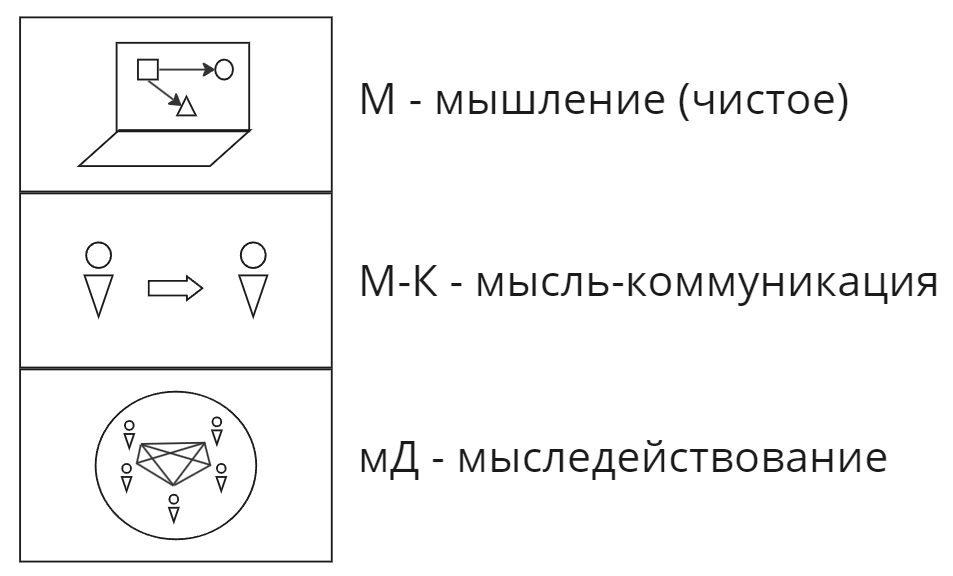 М - мышление (чистое)
М-К - мысль-коммуникация
мД - мыследействование